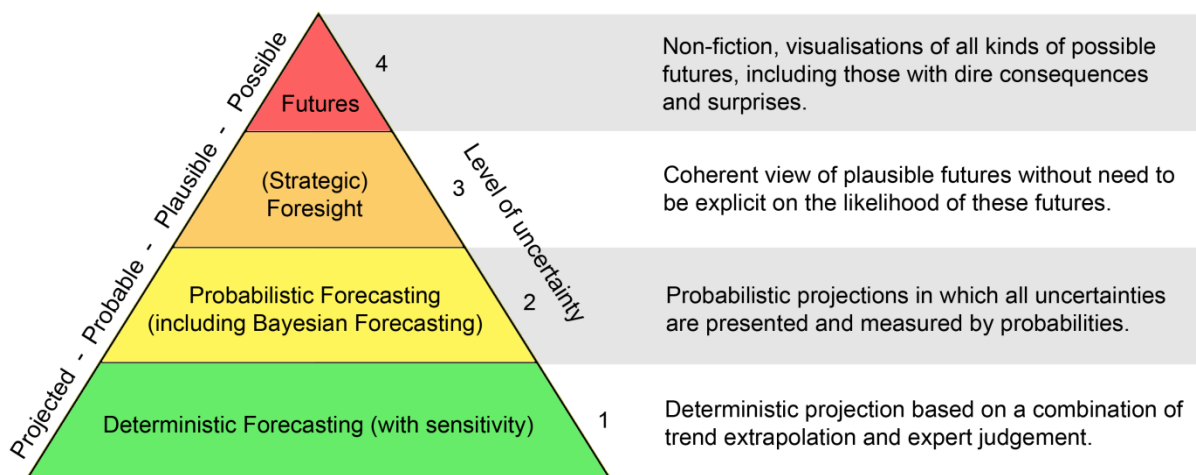 Projected - Probable - Plausible - Possible
Level of uncertainty
4
Futures
Non-fiction, visualisations of all kinds of possible
futures, including those with dire consequences
and surprises.
3
(Strategic)
Foresight
Coherent view of plausible futures without need to
be explicit on the likelihood of these futures.
2
Probabilistic Forecasting
(including Bayesian Forecasting)
Probabilistic projections in which all uncertainties
are presented and measured by probabilities.
1
Deterministic Forecasting (with sensitivity)
Deterministic projection based on a combination of
trend extrapolation and expert judgement.